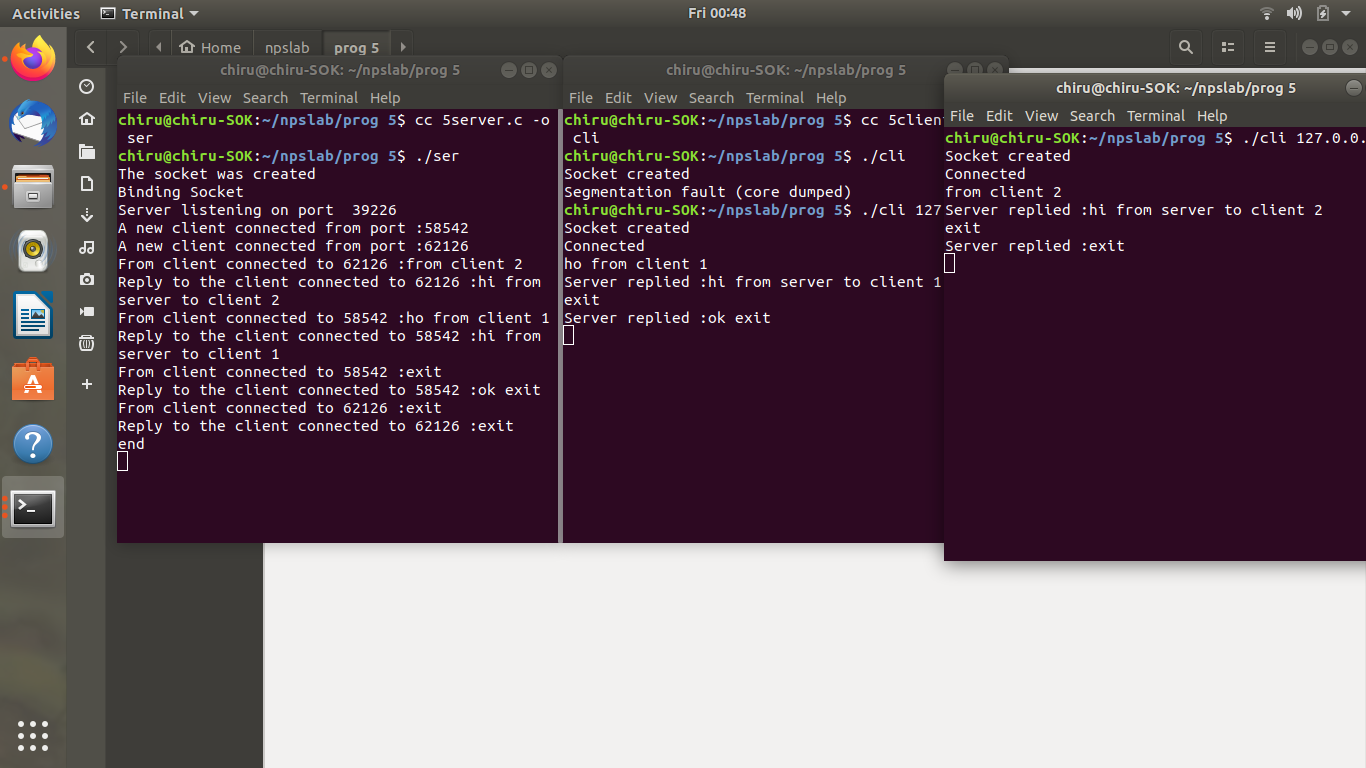 Activities
Terminal
Fri 00:48
Home
npslab
prog 5
chiru@chiru-SOK: ~/npslab/prog 5
File Edit View Search Terminal Help
chiru@chiru-SOK:~/npslab/prog 5$ cc 5server.c -o
ser
chiru@chiru-SOK:~/npslab/prog 5$ ./ser
The socket was created
Binding Socket
Server listening on port  39226
A new client connected from port :58542
A new client connected from port :62126
From client connected to 62126 :from client 2
Reply to the client connected to 62126 :hi from
server to client 2
From client connected to 58542 :ho from client 1
Reply to the client connected to 58542 :hi from
server to client 1
From client connected to 58542 :exit
Reply to the client connected to 58542 :ok exit
From client connected to 62126 :exit
Reply to the client connected to 62126 :exit
end
chiru@chiru-SOK: ~/npslab/prog 5
File Edit View Search Terminal Help
chiru@chiru-SOK:~/npslab/prog 5$ cc 5clien
cli
chiru@chiru-SOK:~/npslab/prog 5$ ./cli
Socket created
Segmentation fault (core dumped)
chiru@chiru-SOK:~/npslab/prog 5$ ./cli 127
Socket created
Connected
ho from client 1
Server replied :hi from server to client 1
exit
Server replied :ok exit
chiru@chiru-SOK: ~/npslab/prog 5
File Edit View Search Terminal Help
chiru@chiru-SOK:~/npslab/prog 5$ ./cli 127.0.0.
Socket created
Connected
from client 2
Server replied :hi from server to client 2
exit
Server replied :exit